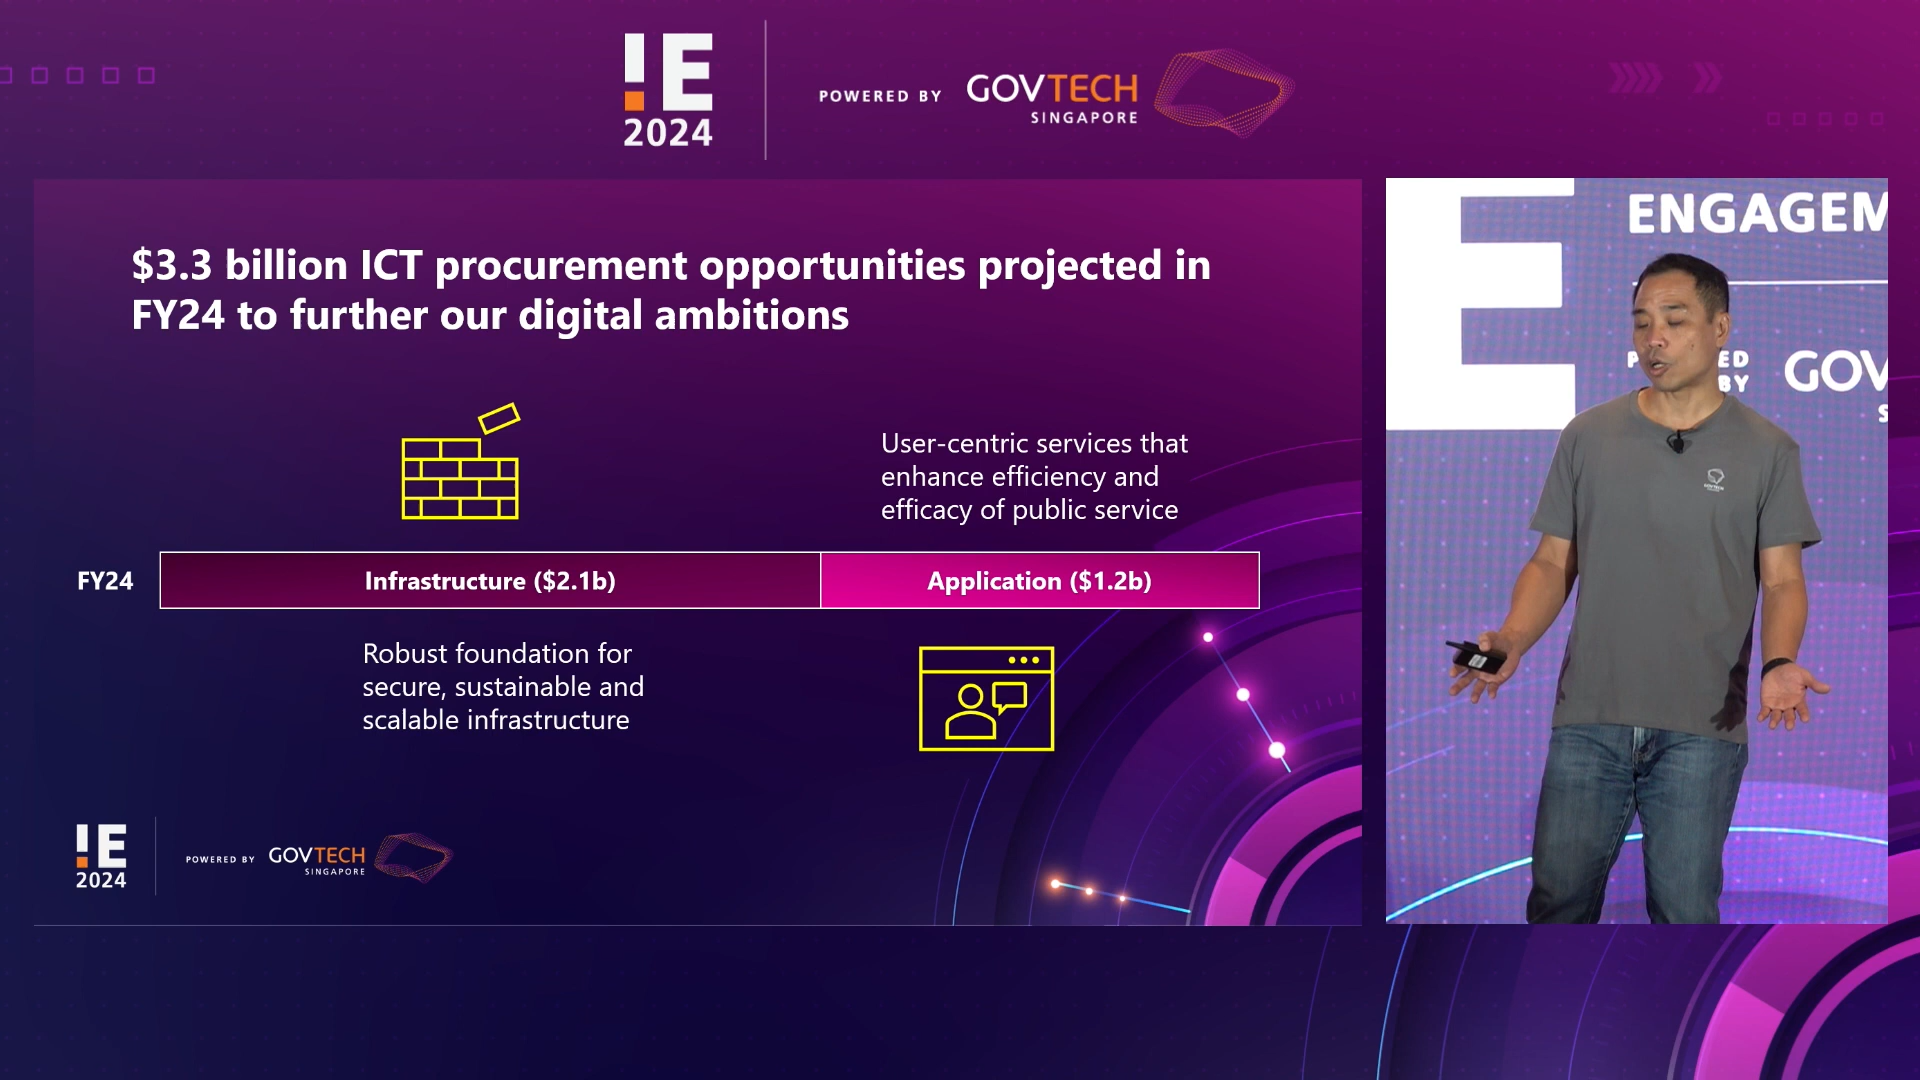 !E
2024
POWERED BY
GOVTECH
SINGAPORE
$3.3 billion ICT procurement opportunities projected in
FY24 to further our digital ambitions
User-centric services that
enhance efficiency and
efficacy of public service
FY24
Infrastructure ($2.1b)
Application ($1.2b)
Robust foundation for
secure, sustainable and
scalable infrastructure
!E
2024
POWERED BY
GOVTECH
SINGAPORE
E
ENGAGEM
BY
GOV
S
GOVTECH